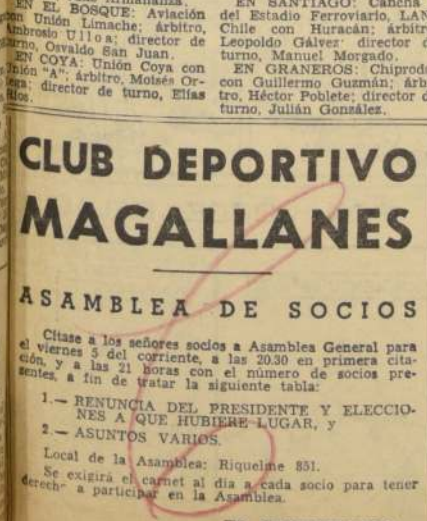 EN EL BOSQUE: Aviación
con Unión Limache; árbitro,
Ambrosio Ulloa; director de
turno, Osvaldo San Juan.
EN COYA: Unión Coya con
Unión "A"; árbitro, Moisés Or-
tega; director de turno, Elías
Ríos.
EN SANTIAGO: Cancha
del Estadio Ferroviario, LAN
Chile con Huracán; árbitro
Leopoldo Gálvez; director d
turno, Manuel Morgado.
EN GRANEROS: Chiprod
con Guillermo Guzmán; árb
tro, Héctor Poblete; director d
turno, Julián González.
CLUB DEPORTIVO
MAGALLANES
ASAMBLEA DE SOCIOS
Cítase a los señores socios a Asamblea General para
el viernes 5 del corriente, a las 20.30 en primera cita-
ción, y a las 21 horas con el número de socios pre-
sentes, a fin de tratar la siguiente tabla:
1.— RENUNCIA DEL PRESIDENTE Y ELECCIO-
NES A QUE HUBIERE LUGAR, y
2.— ASUNTOS VARIOS.
Local de la Asamblea: Riquelme 851.
Se exigirá el carnet al día a cada socio para tener
derecho a participar en la Asamblea.